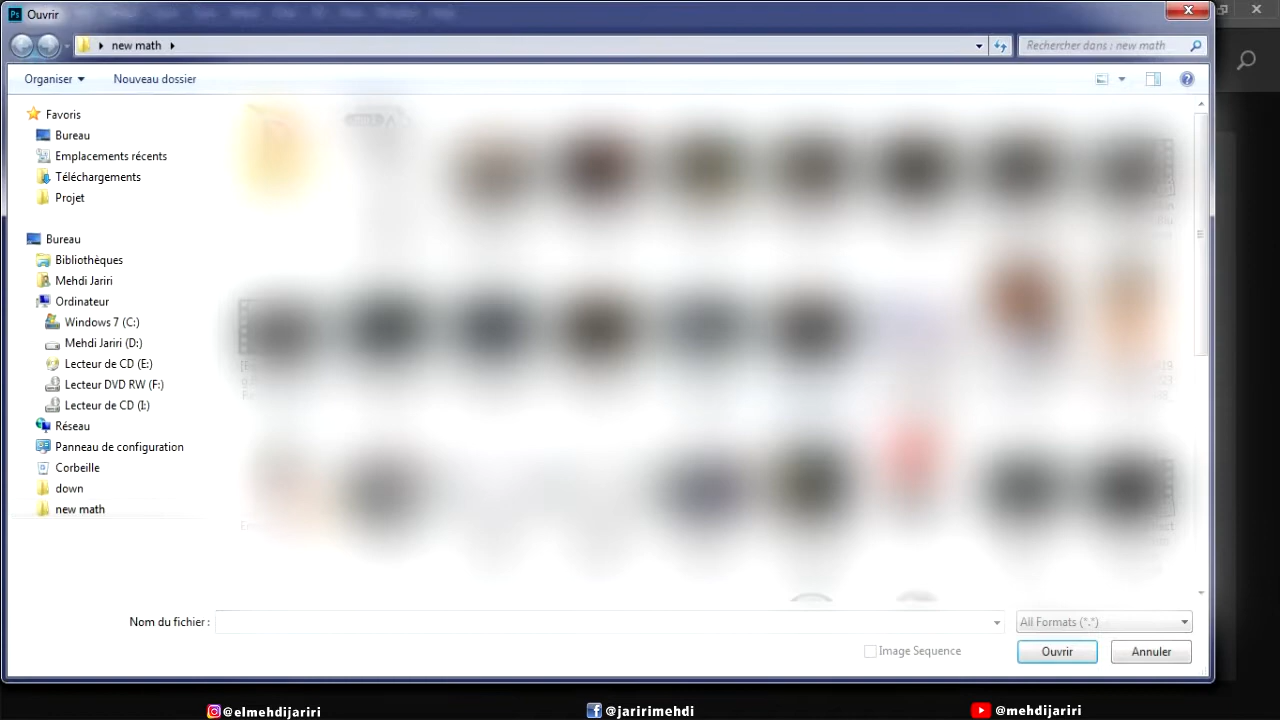 Ouvrir
new math
Rechercher dans : new math
Organiser
Nouveau dossier
Favoris
Bureau
Emplacements récents
Téléchargements
Projet
Bureau
Bibliothèques
Mehdi Jariri
Ordinateur
Windows 7 (C:)
Mehdi Jariri (D:)
Lecteur de CD (E:)
Lecteur DVD RW (F:)
Lecteur de CD (I:)
Réseau
Panneau de configuration
Corbeille
down
new math
Nom du fichier :
All Formats (*.*)
Image Sequence
Ouvrir
Annuler
@elmehdijariri
@jaririmehdi
@mehdijariri